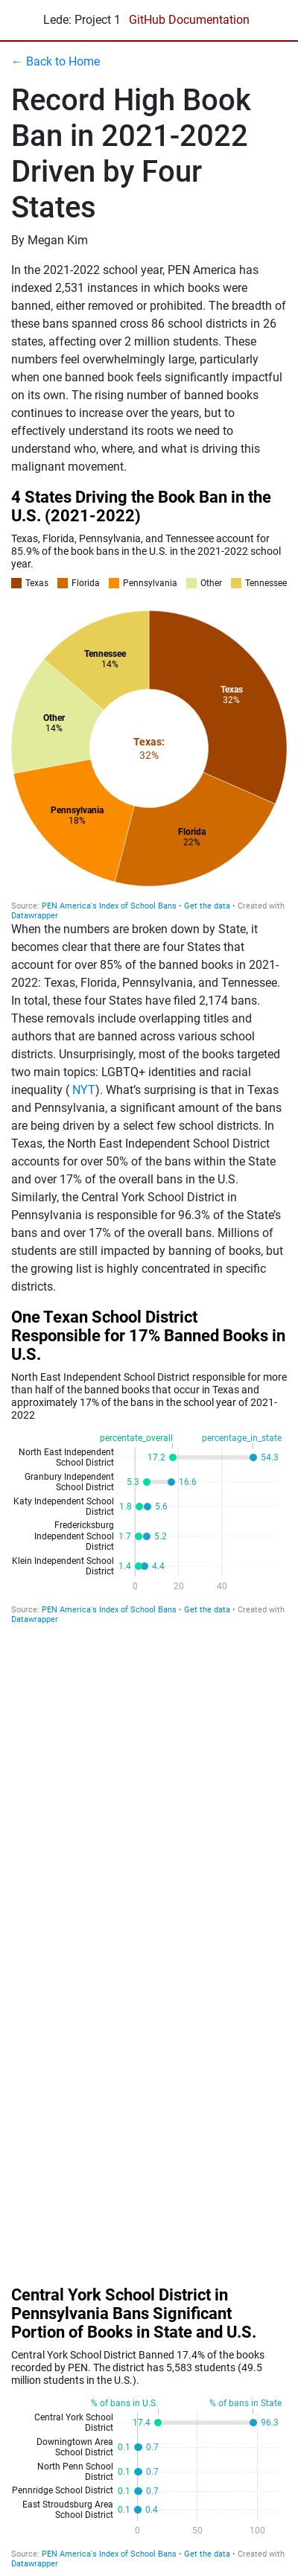 Lede: Project 1 GitHub Documentation
← Back to Home
Record High Book
Ban in 2021-2022
Driven by Four
States
By Megan Kim
In the 2021-2022 school year, PEN America has
indexed 2,531 instances in which books were
banned, either removed or prohibited. The breadth of
these bans spanned cross 86 school districts in 26
states, affecting over 2 million students. These
numbers feel overwhelmingly large, particularly
when one banned book feels significantly impactful
on its own. The rising number of banned books
continues to increase over the years, but to
effectively understand its roots we need to
understand who, where, and what is driving this
malignant movement.
4 States Driving the Book Ban in the
U.S. (2021-2022)
Texas, Florida, Pennsylvania, and Tennessee account for
85.9% of the book bans in the U.S. in the 2021-2022 school
year.
Texas Florida Pennsylvania Other Tennessee
Tennessee
14%
Texas
32%
Other
14%
Texas:
32%
Pennsylvania
18%
Florida
22%
Source: PEN America's Index of School Bans • Get the data • Created with
Datawrapper
When the numbers are broken down by State, it
becomes clear that there are four States that
account for over 85% of the banned books in 2021-
2022: Texas, Florida, Pennsylvania, and Tennessee.
In total, these four States have filed 2,174 bans.
These removals include overlapping titles and
authors that are banned across various school
districts. Unsurprisingly, most of the books targeted
two main topics: LGBTQ+ identities and racial
inequality ( NYT). What's surprising is that in Texas
and Pennsylvania, a significant amount of the bans
are being driven by a select few school districts. In
Texas, the North East Independent School District
accounts for over 50% of the bans within the State
and over 17% of the overall bans in the U.S.
Similarly, the Central York School District in
Pennsylvania is responsible for 96.3% of the State's
bans and over 17% of the overall bans. Millions of
students are still impacted by banning of books, but
the growing list is highly concentrated in specific
districts.
One Texan School District
Responsible for 17% Banned Books in
U.S.
North East Independent School District responsible for more
than half of the banned books that occur in Texas and
approximately 17% of the bans in the school year of 2021-
2022
percentate_overall percentage_in_state
North East Independent
School District 17.2 54.3
Granbury Independent
School District 5.3 16.6
Katy Independent School
District 1.8 5.6
Fredericksburg
Independent School
District 1.7 5.2
Klein Independent School
District 1.4 4.4
0 20 40
Source: PEN America's Index of School Bans • Get the data • Created with
Datawrapper
Central York School District in
Pennsylvania Bans Significant
Portion of Books in State and U.S.
Central York School District Banned 17.4% of the books
recorded by PEN. The district has 5,583 students (49.5
million students in the U.S.).
% of bans in U.S. % of bans in State
Central York School
District 17.4 96.3
Downingtown Area
School District 0.1 0.7
North Penn School
District 0.1 0.7
Pennridge School District 0.1 0.7
East Stroudsburg Area
School District 0.1 0.4
0 50 100
Source: PEN America's Index of School Bans • Get the data • Created with
Datawrapper